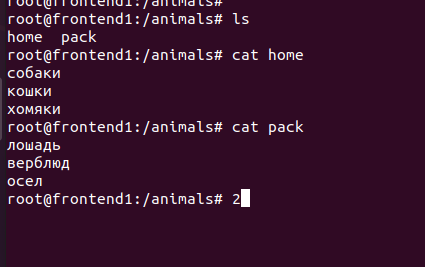 root@frontend1:/animals#
root@frontend1:/animals# ls
home  pack
root@frontend1:/animals# cat home
собаки
кошки
хомяки
root@frontend1:/animals# cat pack
лошадь
верблюд
осел
root@frontend1:/animals# 2